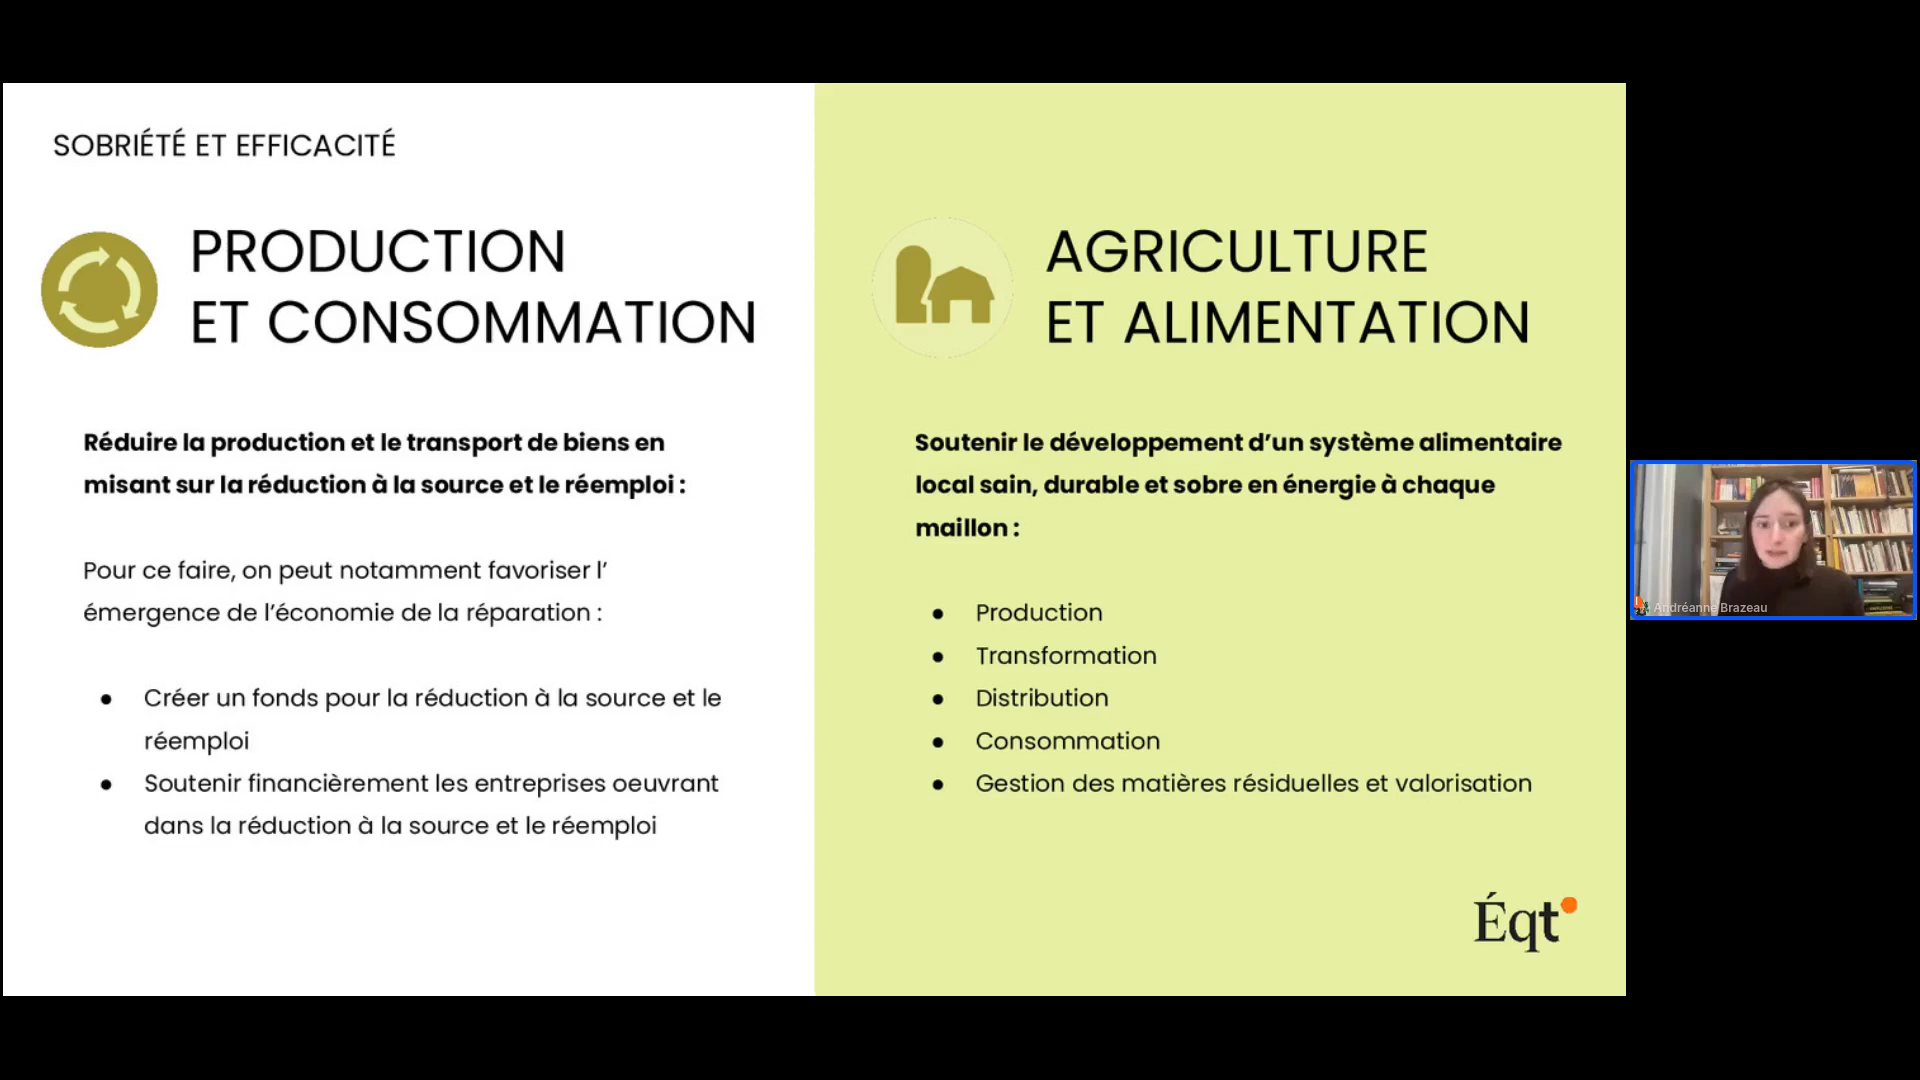 SOBRIÉTÉ ET EFFICACITÉ
PRODUCTION
ET CONSOMMATION
Réduire la production et le transport de biens en
misant sur la réduction à la source et le réemploi :
Pour ce faire, on peut notamment favoriser l’
émergence de l’économie de la réparation :
● Créer un fonds pour la réduction à la source et le
réemploi
● Soutenir financièrement les entreprises oeuvrant
dans la réduction à la source et le réemploi
AGRICULTURE
ET ALIMENTATION
Soutenir le développement d’un système alimentaire
local sain, durable et sobre en énergie à chaque
maillon :
● Production
● Transformation
● Distribution
● Consommation
● Gestion des matières résiduelles et valorisation
Éqt
Andréanne Brazeau